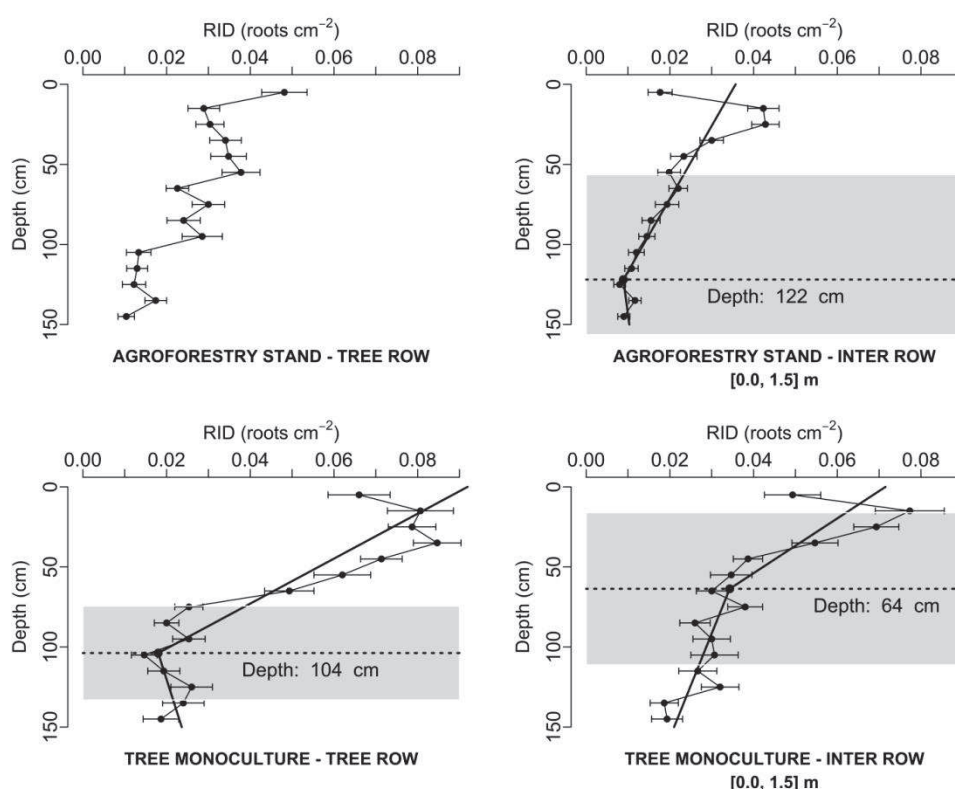 RID (roots cm⁻²)
0.00 0.02 0.04 0.06 0.08
Depth (cm)
0
50
100
150
AGROFORESTRY STAND - TREE ROW
RID (roots cm⁻²)
0.00 0.02 0.04 0.06 0.08
Depth (cm)
0
50
100
150
Depth: 122 cm
AGROFORESTRY STAND - INTER ROW
[0.0, 1.5] m
RID (roots cm⁻²)
0.00 0.02 0.04 0.06 0.08
Depth (cm)
0
50
100
150
Depth: 104 cm
TREE MONOCULTURE - TREE ROW
RID (roots cm⁻²)
0.00 0.02 0.04 0.06 0.08
Depth (cm)
0
50
100
150
Depth: 64 cm
TREE MONOCULTURE - INTER ROW
[0.0, 1.5] m